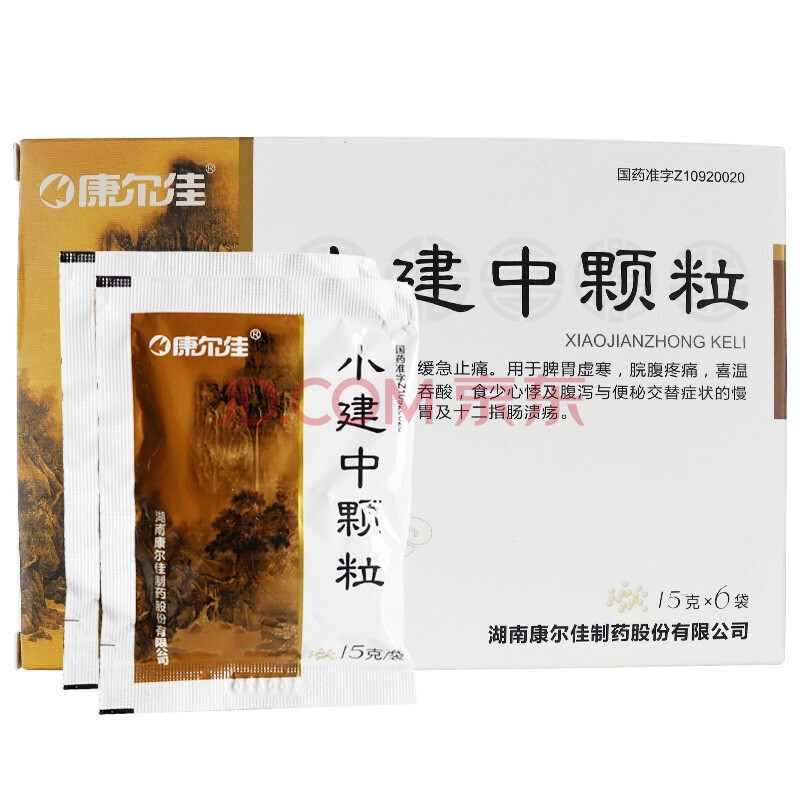 康尔佳®
国药准字Z10920020
建中颗粒
XIAOJIANZHONG KELI
缓急止痛。用于脾胃虚寒，脘腹疼痛，喜温
吞酸，食少心悸及腹泻与便秘交替症状的慢
胃及十二指肠溃疡。
JD.COM 京东
15克×6袋
湖南康尔佳制药股份有限公司
康尔佳®
国药准字
小建中颗粒
湖南康尔佳制药股份有限公司
15克/袋